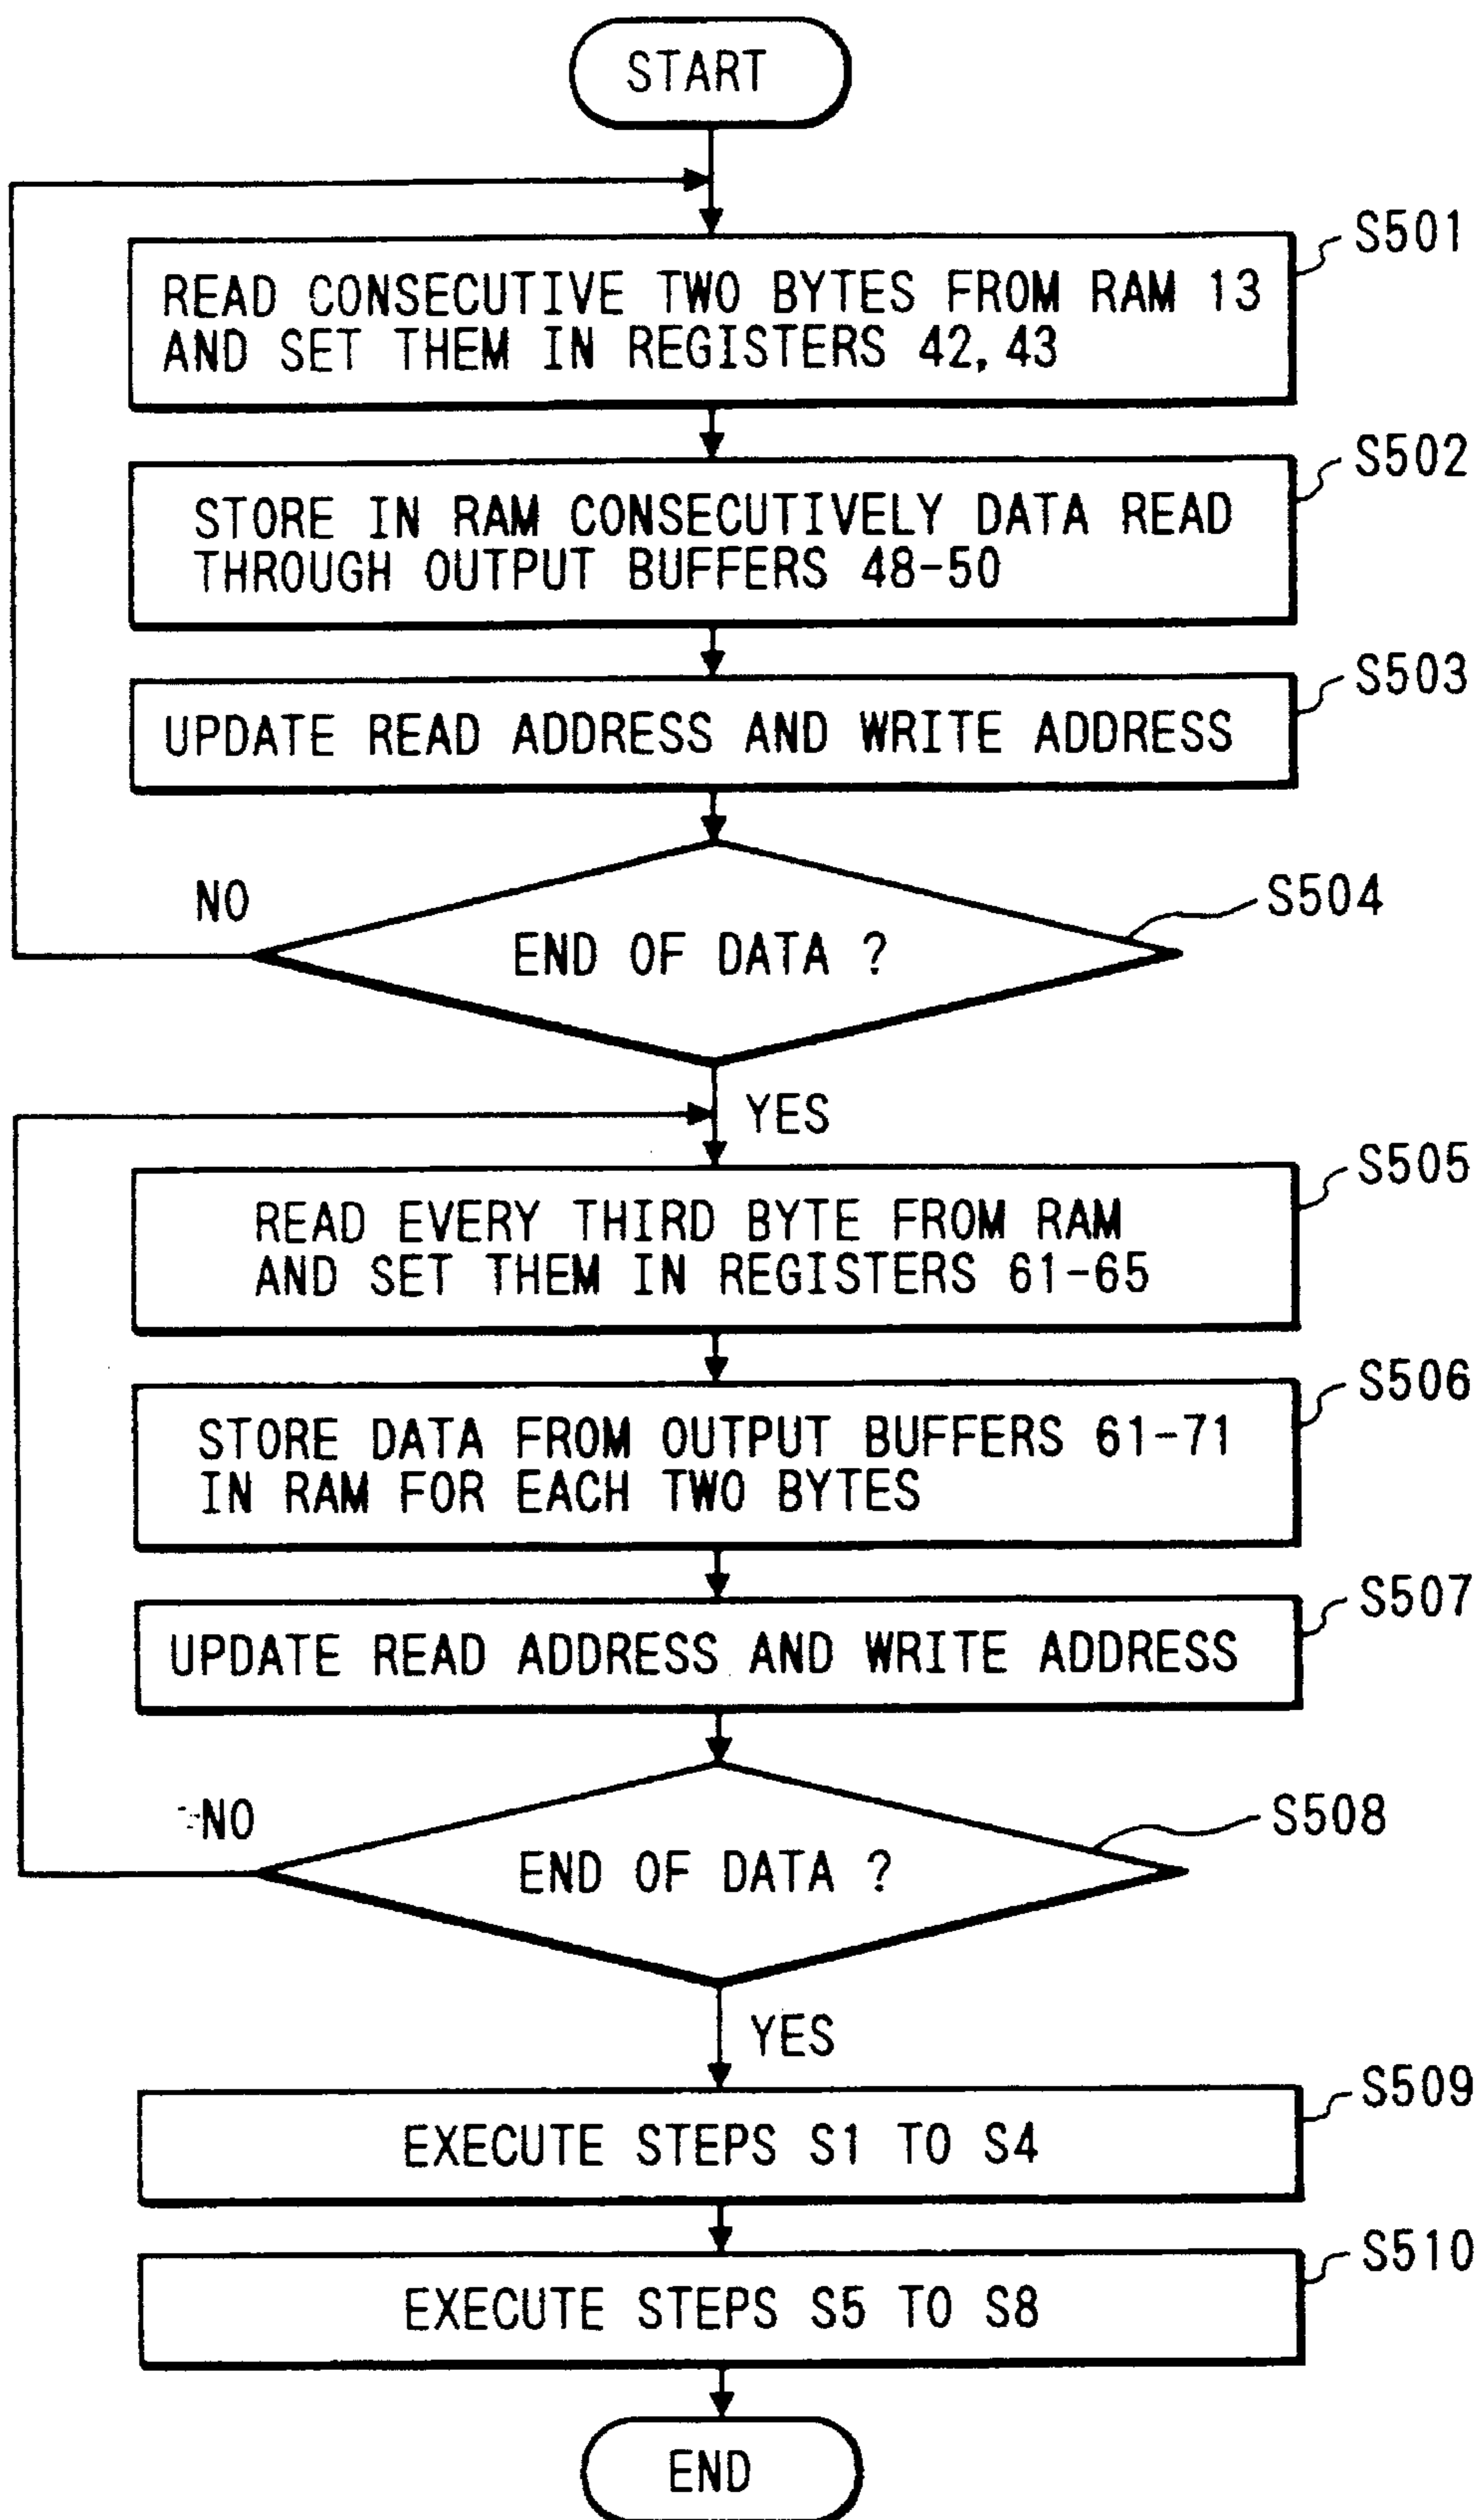 START
S501
READ CONSECUTIVE TWO BYTES FROM RAM 13
AND SET THEM IN REGISTERS 42, 43
S502
STORE IN RAM CONSECUTIVELY DATA READ
THROUGH OUTPUT BUFFERS 48-50
S503
UPDATE READ ADDRESS AND WRITE ADDRESS
NO
S504
END OF DATA ?
YES
S505
READ EVERY THIRD BYTE FROM RAM
AND SET THEM IN REGISTERS 61-65
S506
STORE DATA FROM OUTPUT BUFFERS 61-71
IN RAM FOR EACH TWO BYTES
S507
UPDATE READ ADDRESS AND WRITE ADDRESS
NO
S508
END OF DATA ?
YES
S509
EXECUTE STEPS S1 TO S4
S510
EXECUTE STEPS S5 TO S8
END